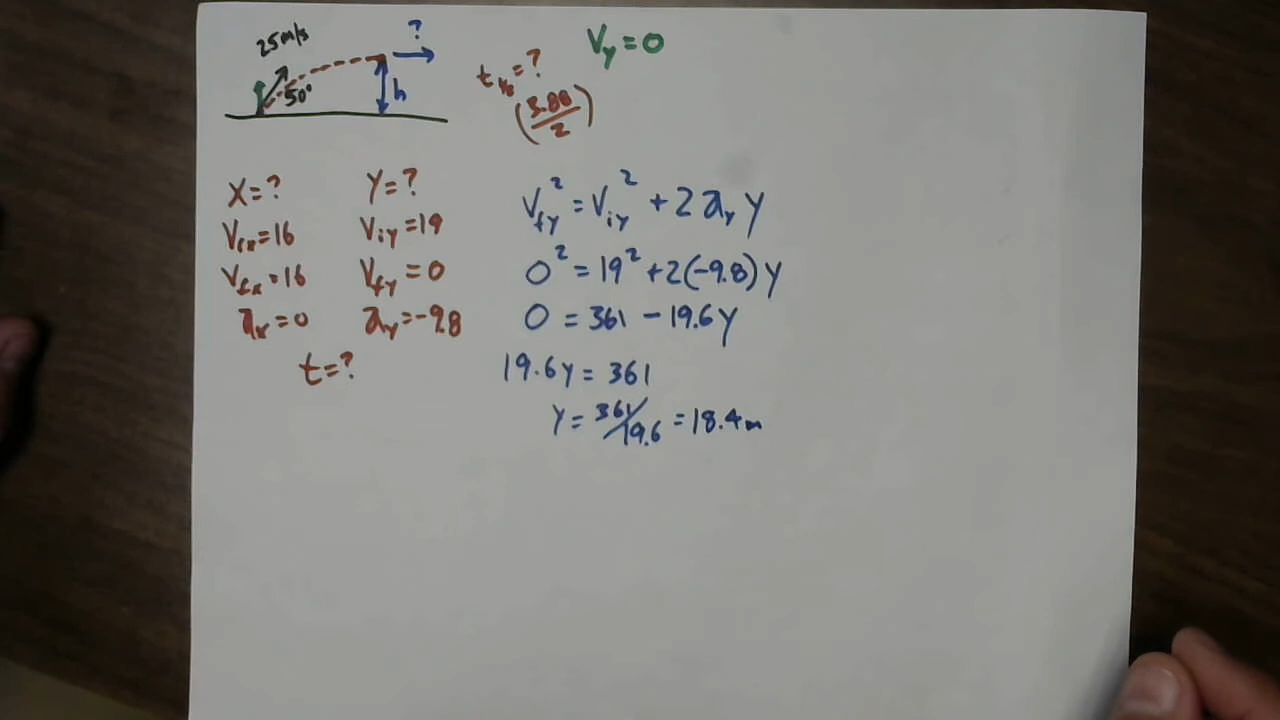 25m/s
?
50°
h
t½=?
(3.88/2)
Vy=0
X=? Y=?
Vix=16 Viy=19
Vfx=16 Vfy=0
ax=0 ay=-9.8
t=?
Vfy² = Viy² + 2ay y
0² = 19² + 2(-9.8)y
0 = 361 - 19.6y
19.6y = 361
y = 361/19.6 = 18.4m